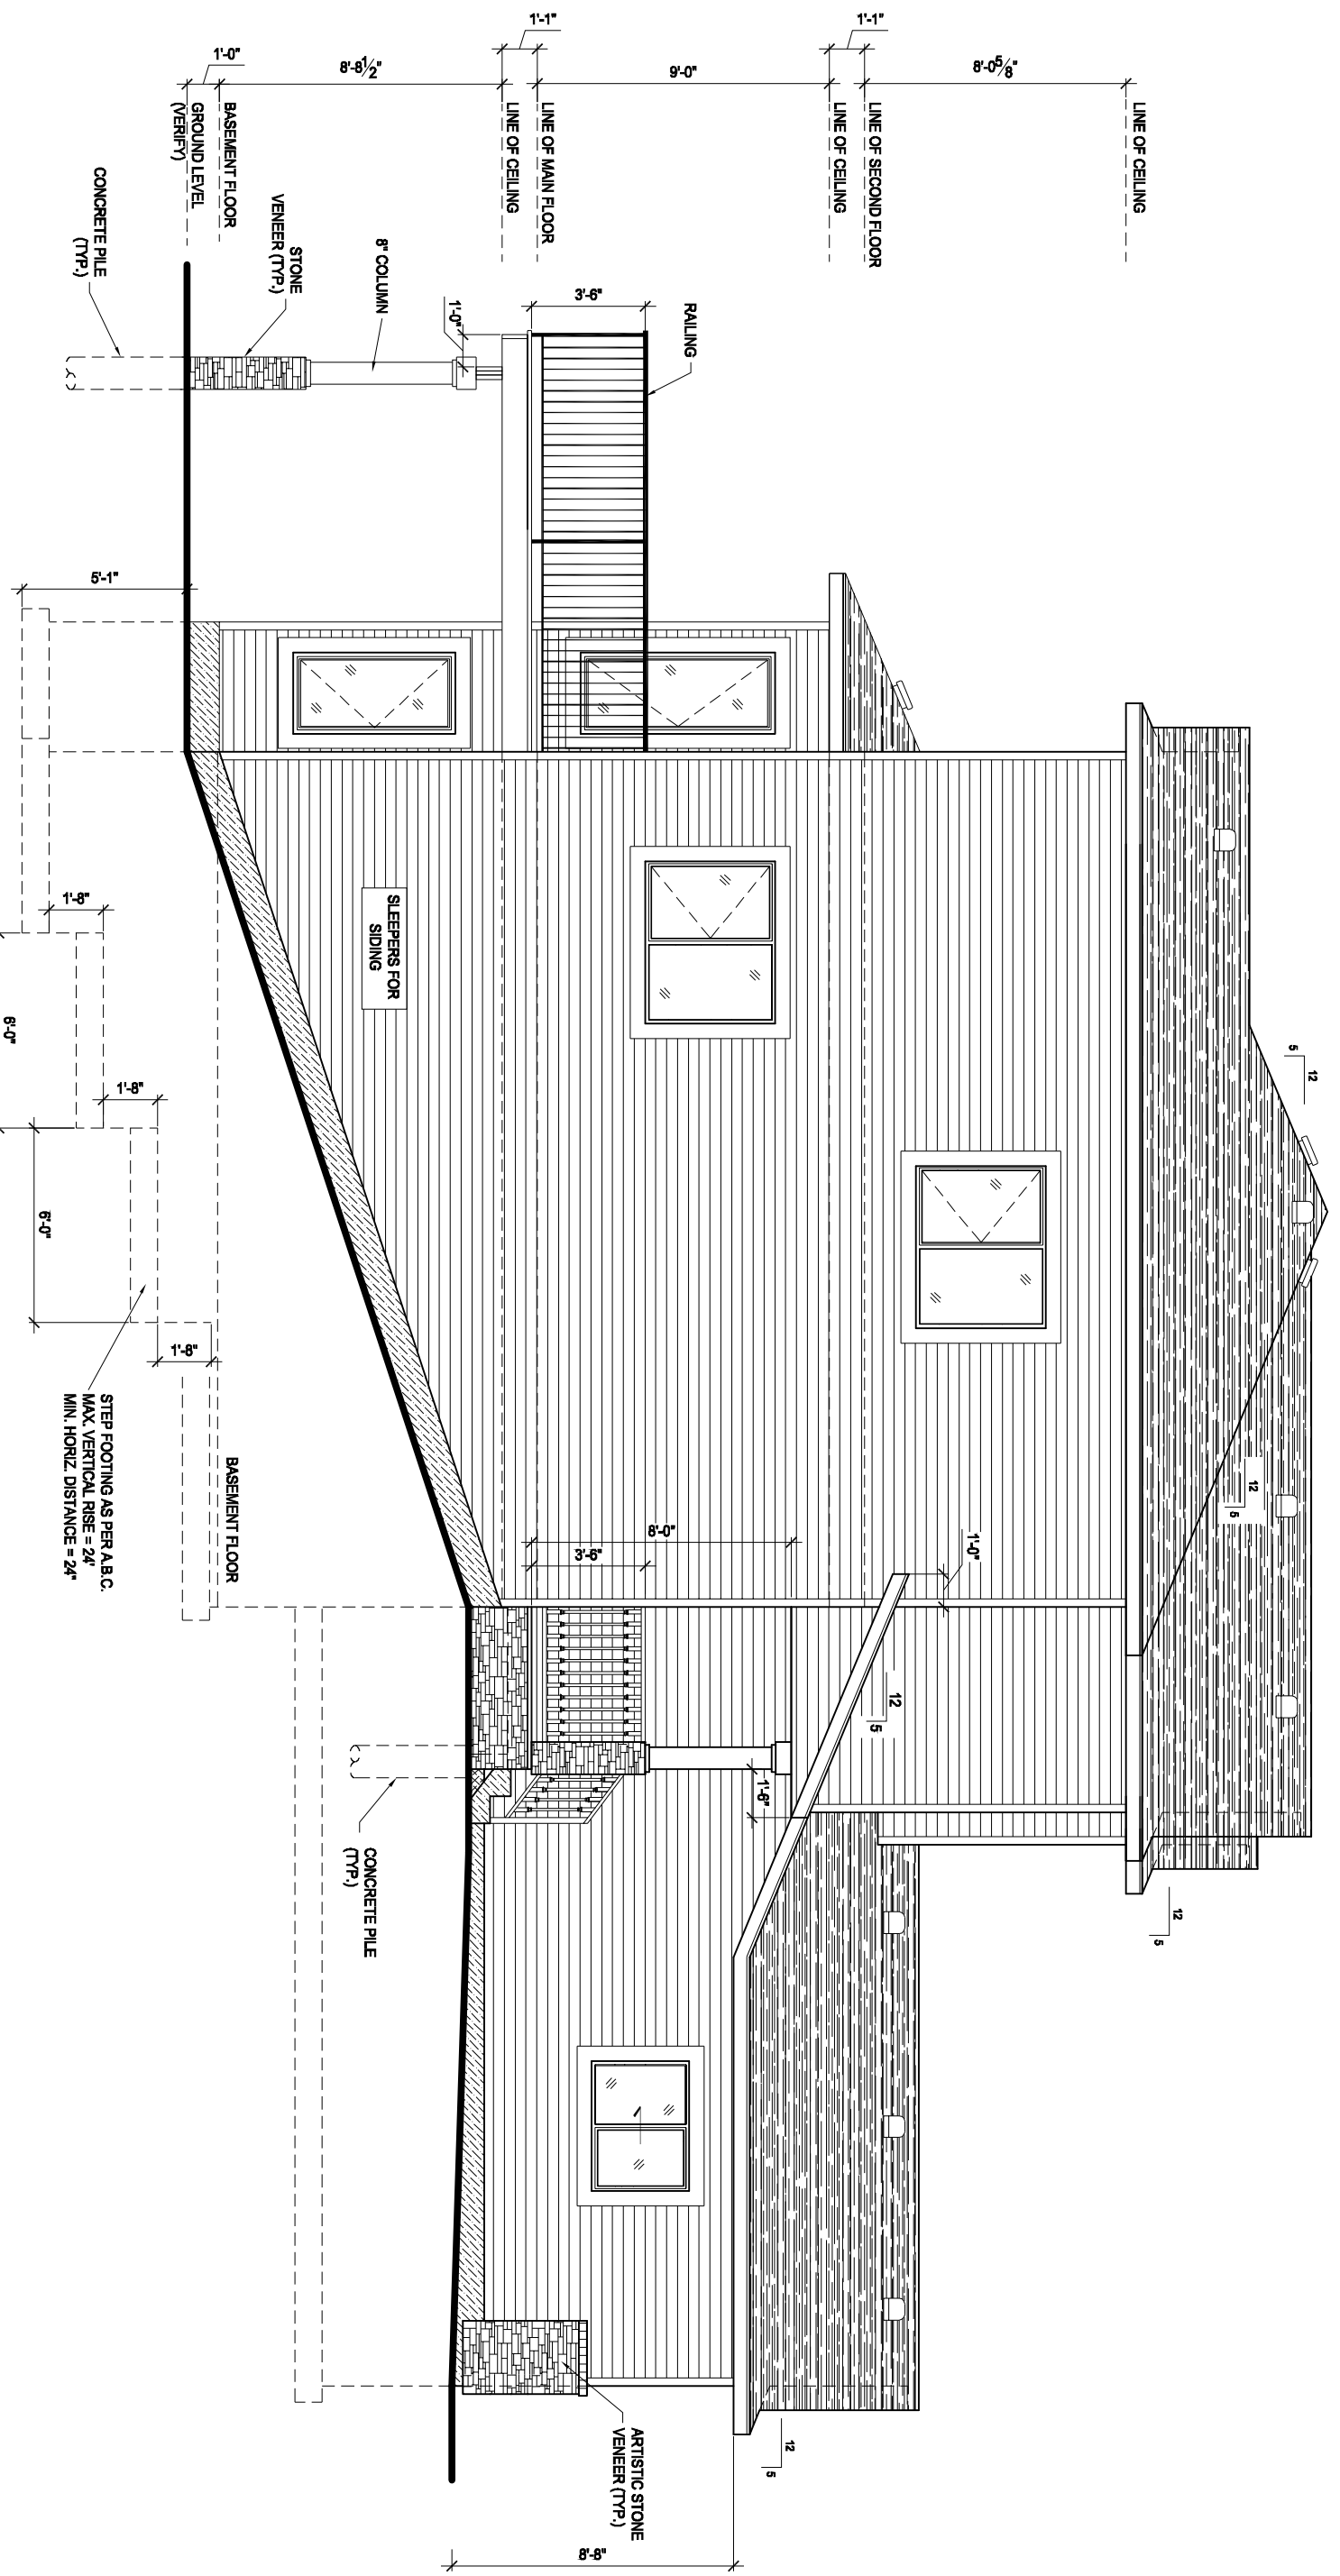 LINE OF CEILING
8'-0⅝"
LINE OF SECOND FLOOR
1'-1"
LINE OF CEILING
9'-0"
LINE OF MAIN FLOOR
1'-1"
LINE OF CEILING
8'-8½"
BASEMENT FLOOR
1'-0"
GROUND LEVEL
(VERIFY)
RAILING
3'-6"
1'-0"
8" COLUMN
STONE
VENEER (TYP.)
CONCRETE PILE
(TYP.)
5'-1"
1'-8"
6'-0"
1'-8"
6'-0"
1'-8"
SLEEPERS FOR
SIDING
STEP FOOTING AS PER A.B.C.
MAX. VERTICAL RISE = 24'
MIN. HORIZ. DISTANCE = 24"
BASEMENT FLOOR
12
5
12
5
1'-0"
8'-0"
3'-6"
12
5
1'-6"
CONCRETE PILE
(TYP.)
12
5
12
5
ARTISTIC STONE
VENEER (TYP.)
8'-8"